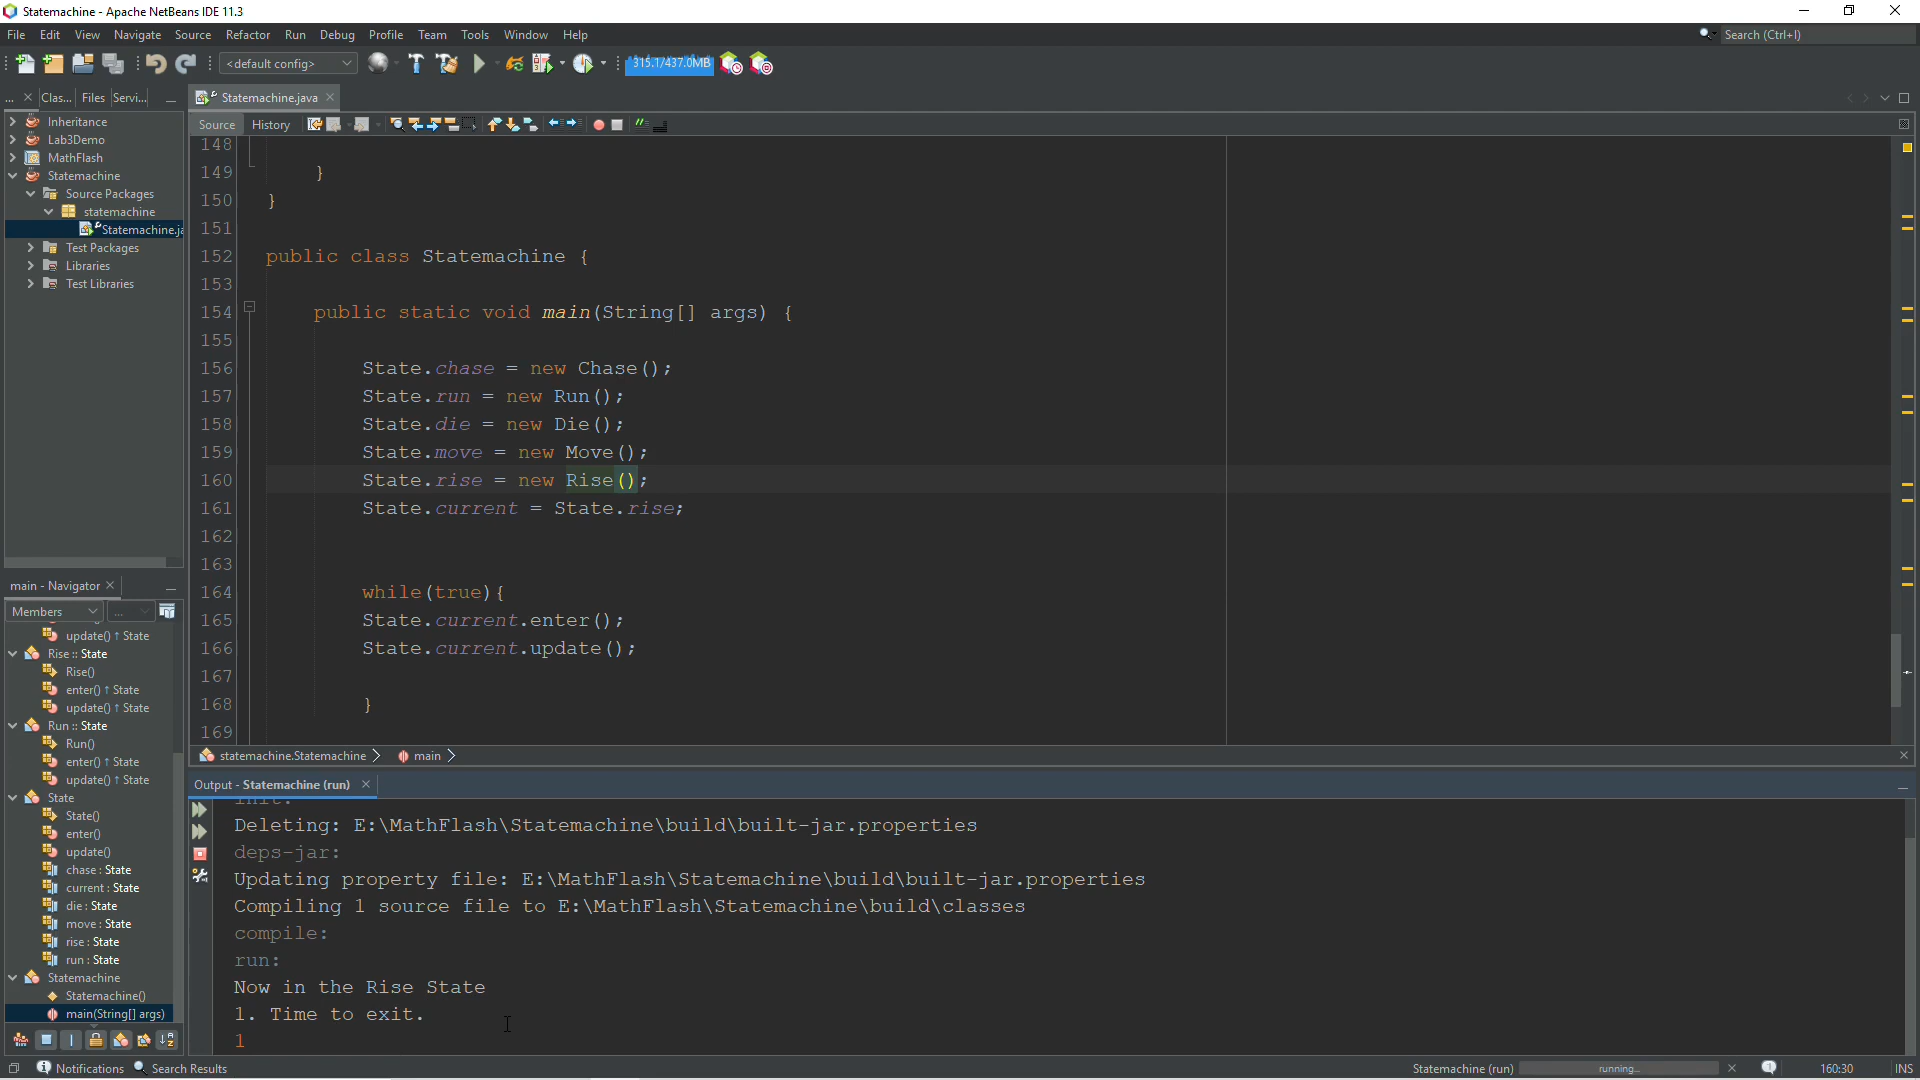 Statemachine - Apache NetBeans IDE 11.3
File Edit View Navigate Source Refactor Run Debug Profile Team Tools Window Help
Search (Ctrl+I)
<default config>
315.1/437.0MB
... Clas... Files Servi...
Statemachine.java
Source History
Inheritance
Lab3Demo
MathFlash
Statemachine
Source Packages
statemachine
Statemachine.ja
Test Packages
Libraries
Test Libraries
148
149 }
150 }
151
152 public class Statemachine {
153
154 public static void main(String[] args) {
155
156 State.chase = new Chase();
157 State.run = new Run();
158 State.die = new Die();
159 State.move = new Move();
160 State.rise = new Rise();
161 State.current = State.rise;
162
163
164 while(true){
165 State.current.enter();
166 State.current.update();
167
168 }
169
statemachine.Statemachine main
main - Navigator
Members ...
update() ↑ State
Rise :: State
Rise()
enter() ↑ State
update() ↑ State
Run :: State
Run()
enter() ↑ State
update() ↑ State
State
State()
enter()
update()
chase : State
current : State
die : State
move : State
rise : State
run : State
Statemachine
Statemachine()
main(String[] args)
Output - Statemachine (run)
init:
Deleting: E:\MathFlash\Statemachine\build\built-jar.properties
deps-jar:
Updating property file: E:\MathFlash\Statemachine\build\built-jar.properties
Compiling 1 source file to E:\MathFlash\Statemachine\build\classes
compile:
run:
Now in the Rise State
1. Time to exit.
1
Notifications Search Results
Statemachine (run) running... 160:30 INS